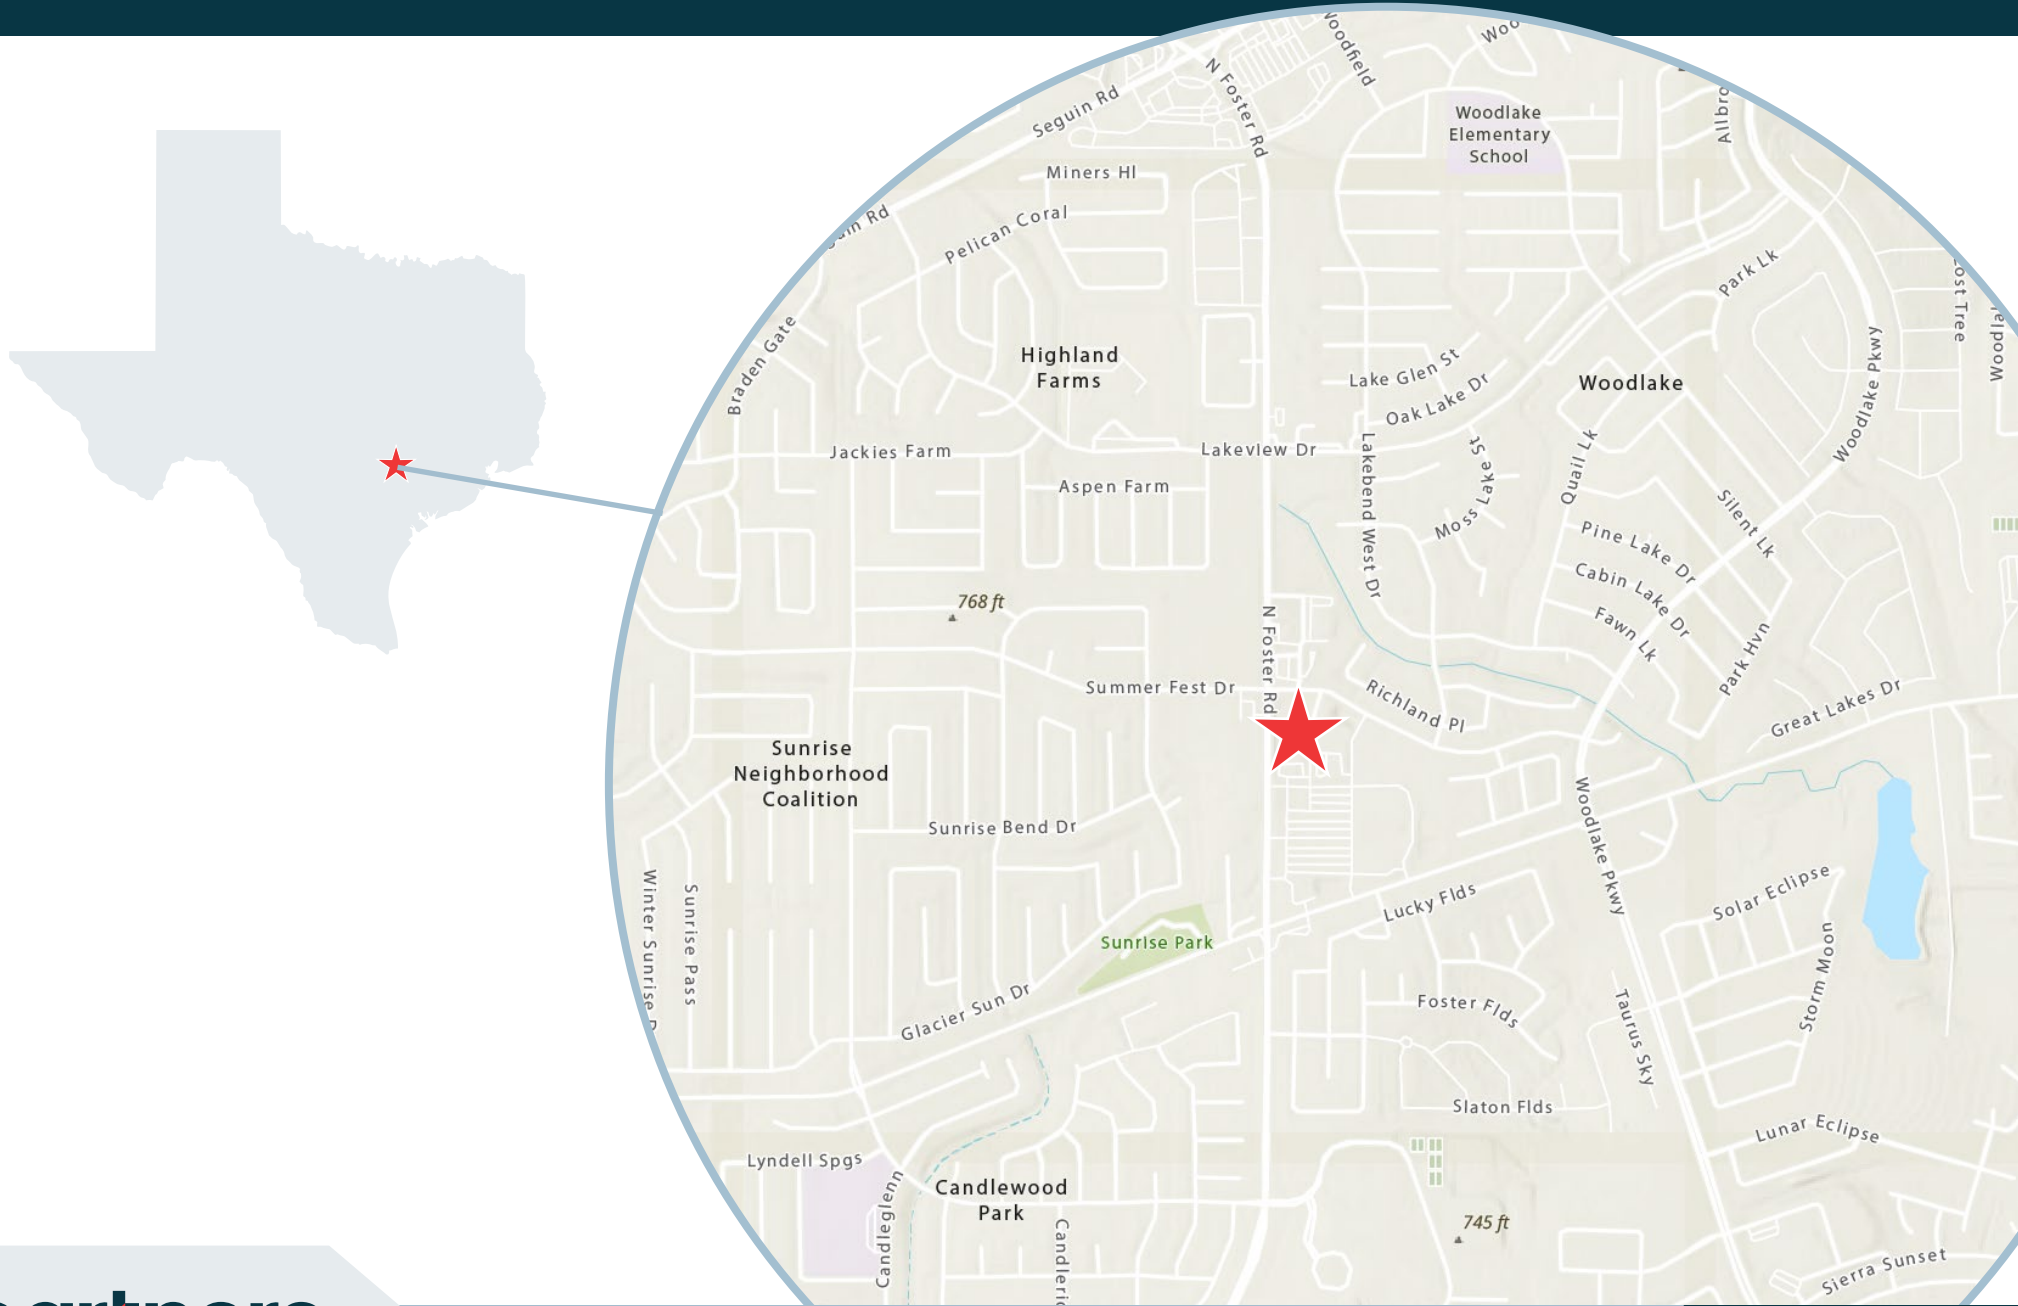 Woodfield
N Foster Rd
Seguin Rd
Woodlake
Elementary
School
Miners Hl
Pelican Coral
Park Lk
Braden Gate
Highland
Farms
Lake Glen St
Oak Lake Dr
Woodlake
Woodlake Pkwy
Lost Tree
Jackies Farm
Lakeview Dr
Aspen Farm
Lakebend West Dr
Moss Lake St
Quail Lk
Silent Lk
Pine Lake Dr
Cabin Lake Dr
Fawn Lk
Park Hvn
768 ft
N Foster Rd
Summer Fest Dr
Richland Pl
Great Lakes Dr
Sunrise
Neighborhood
Coalition
Sunrise Bend Dr
Woodlake Pkwy
Winter Sunrise
Sunrise Pass
Lucky Flds
Solar Eclipse
Sunrise Park
Storm Moon
Glacier Sun Dr
Foster Flds
Taurus Sky
Slaton Flds
Lunar Eclipse
Lyndell Spgs
Candleglenn
Candlewood
Park
745 ft
Sierra Sunset